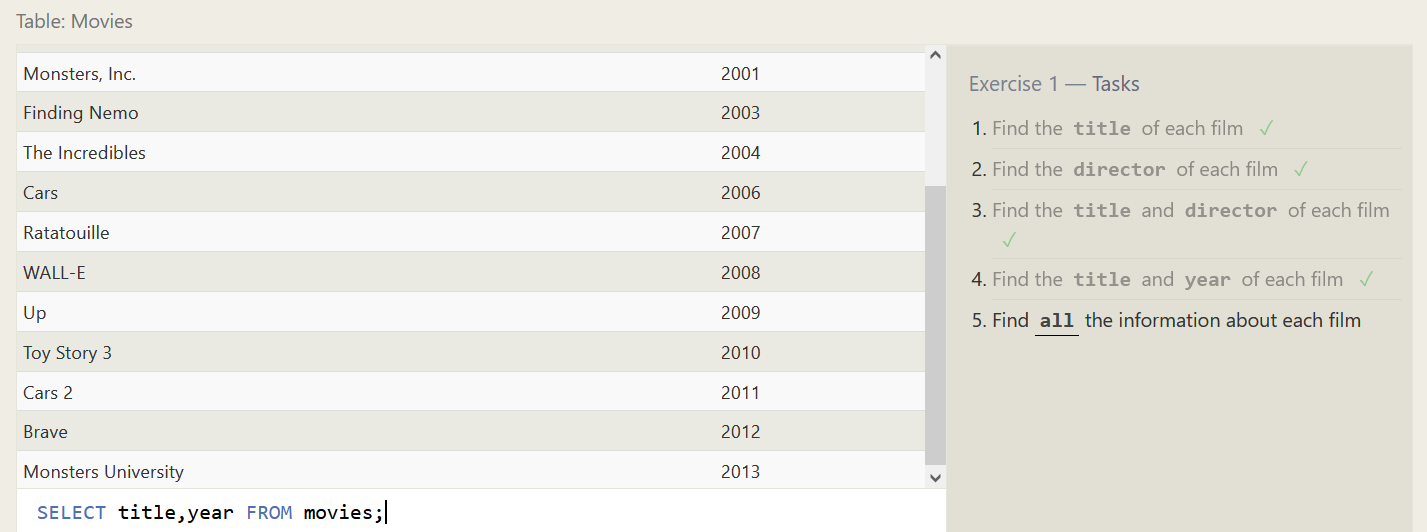 Table: Movies
Monsters, Inc. 2001
Finding Nemo 2003
The Incredibles 2004
Cars 2006
Ratatouille 2007
WALL-E 2008
Up 2009
Toy Story 3 2010
Cars 2 2011
Brave 2012
Monsters University 2013
SELECT title,year FROM movies;
Exercise 1 — Tasks
1. Find the title of each film ✓
2. Find the director of each film ✓
3. Find the title and director of each film
✓
4. Find the title and year of each film ✓
5. Find all the information about each film